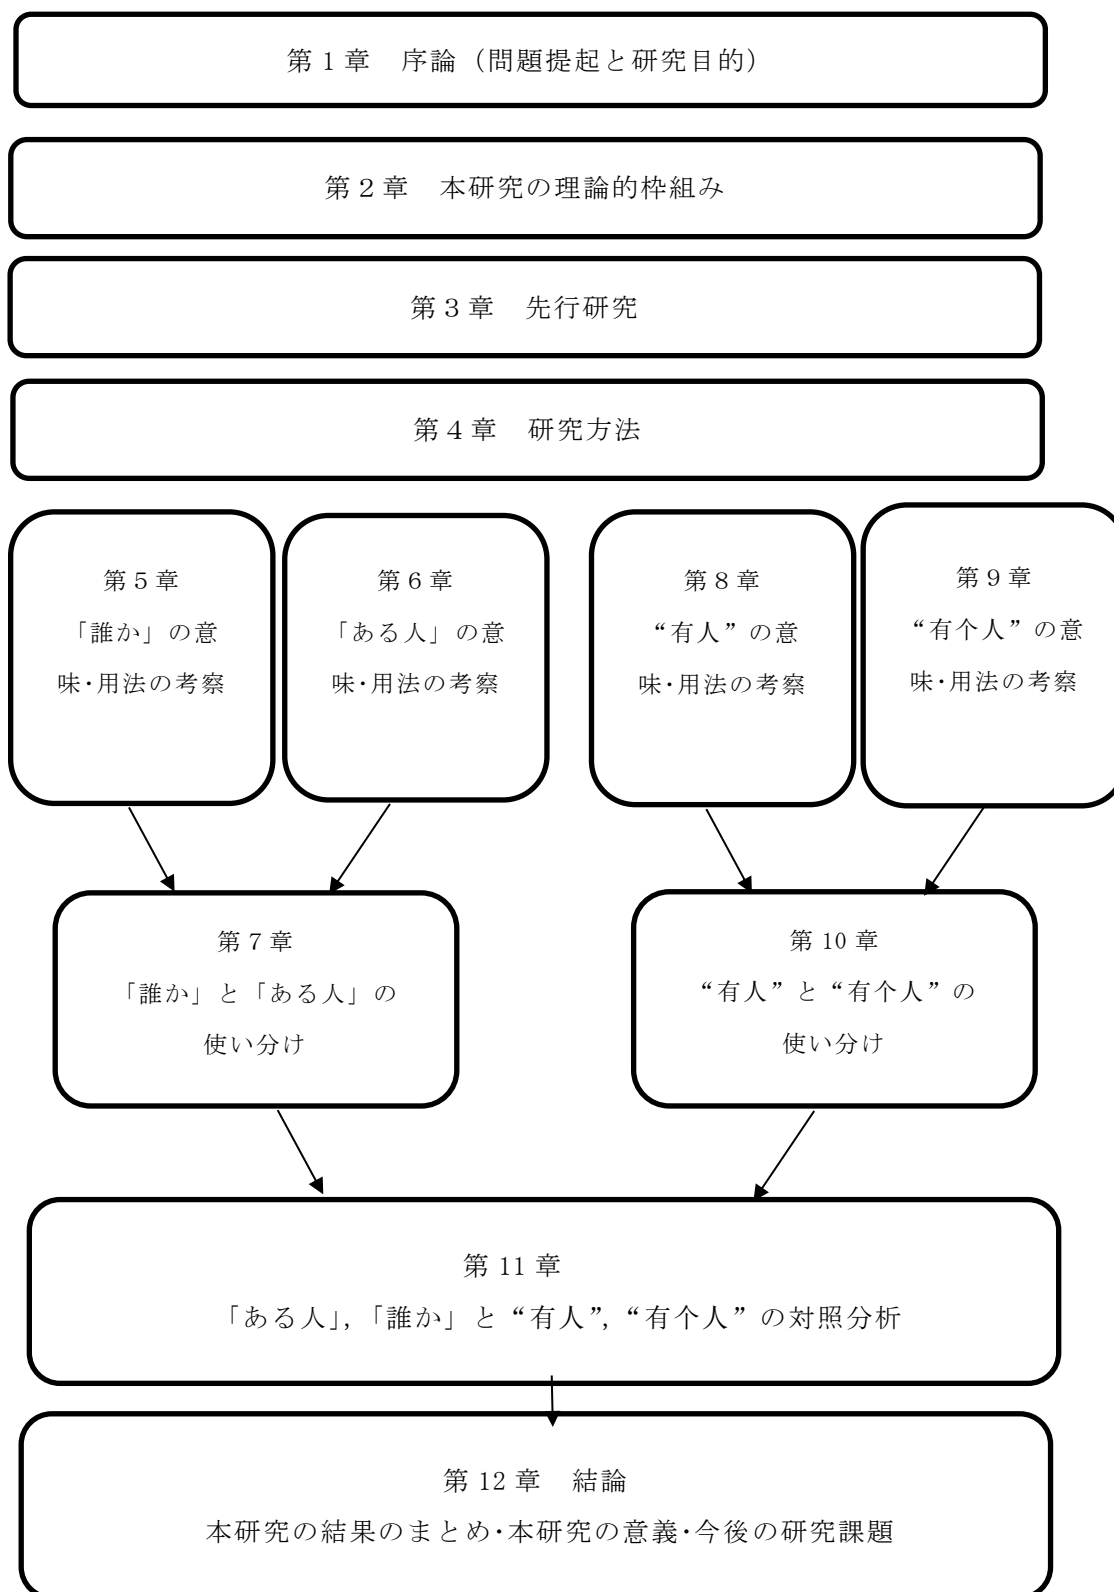 第1章　序論（問題提起と研究目的）
第2章　本研究の理論的枠組み
第3章　先行研究
第4章　研究方法
第5章
「誰か」の意
味・用法の考察
第6章
「ある人」の意
味・用法の考察
第8章
“有人”の意
味・用法の考察
第9章
“有个人”の意
味・用法の考察
第7章
「誰か」と「ある人」の
使い分け
第10章
“有人”と“有个人”の
使い分け
第11章
「ある人」,「誰か」と“有人”,“有个人”の対照分析
第12章　結論
本研究の結果のまとめ・本研究の意義・今後の研究課題